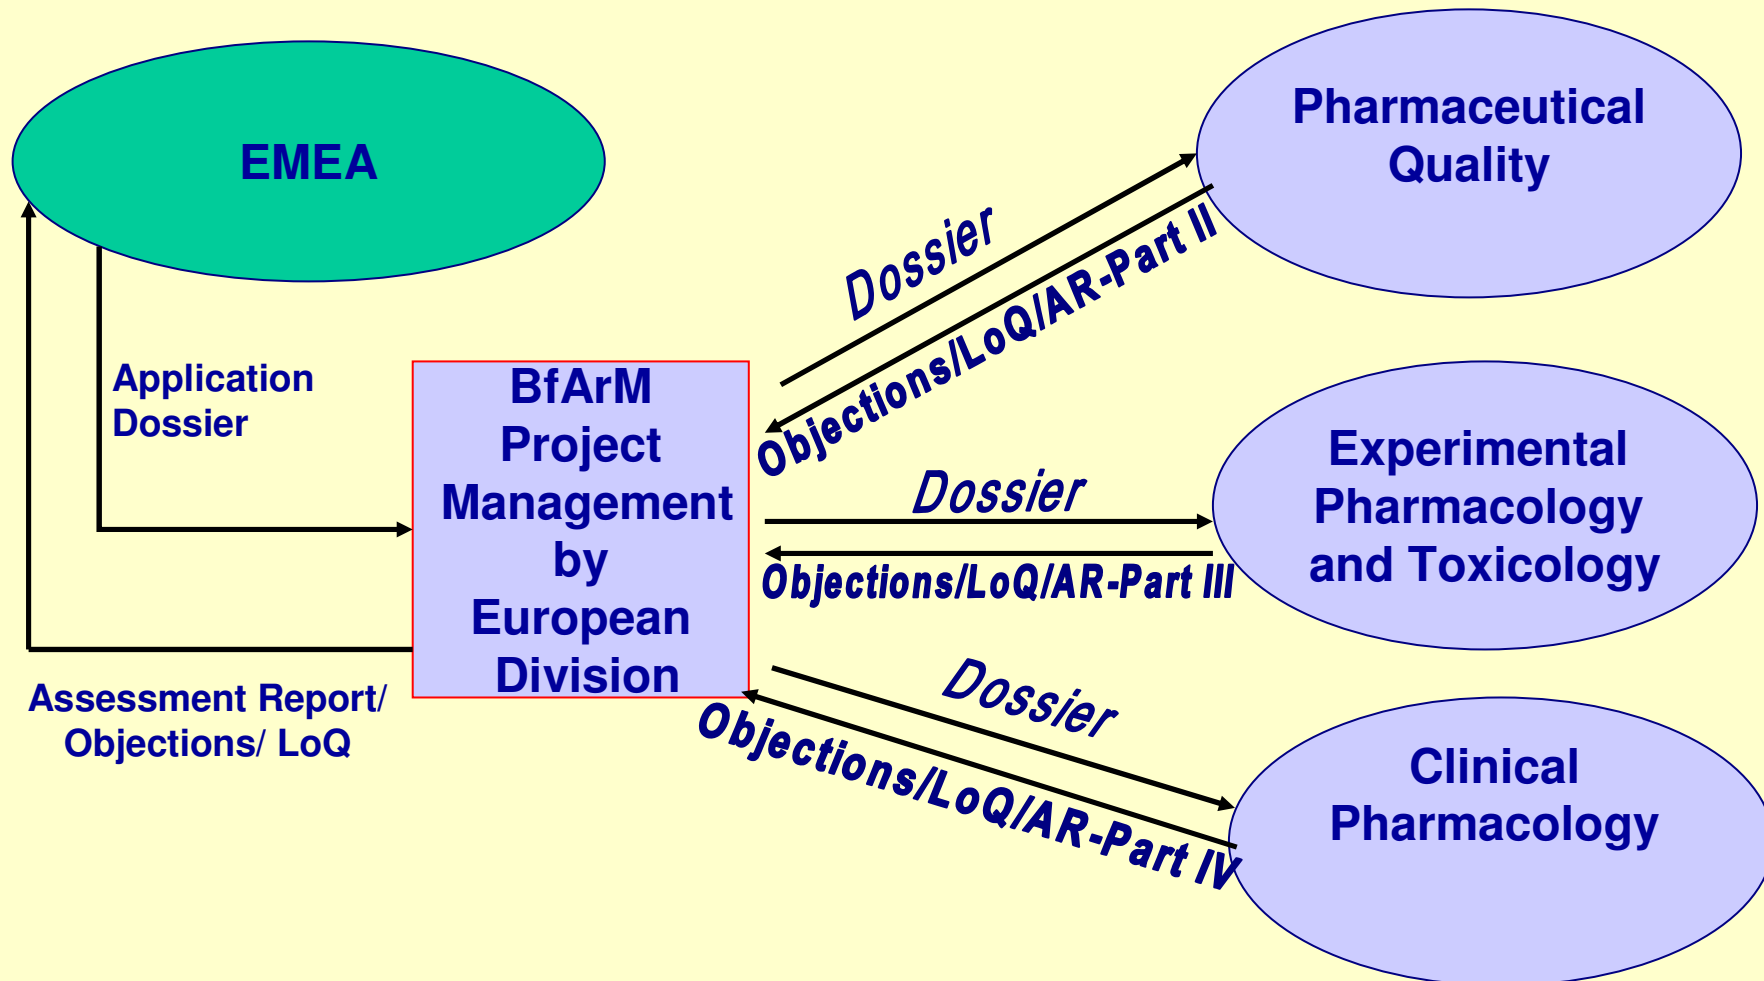 EMEA
Application
Dossier
BfArM
Project
Management
by
European
Division
Assessment Report/
Objections/ LoQ
Dossier
Objections/LoQ/AR-Part II
Pharmaceutical
Quality
Dossier
Objections/LoQ/AR-Part III
Experimental
Pharmacology
and Toxicology
Dossier
Objections/LoQ/AR-Part IV
Clinical
Pharmacology